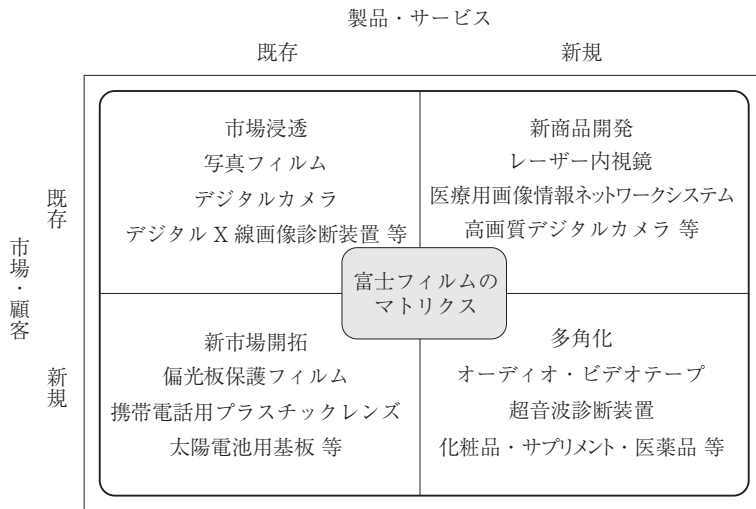 製品・サービス
既存
新規
市場・顧客
既存
新規
市場浸透
写真フィルム
デジタルカメラ
デジタル X 線画像診断装置 等
新商品開発
レーザー内視鏡
医療用画像情報ネットワークシステム
高画質デジタルカメラ 等
富士フィルムの
マトリクス
新市場開拓
偏光板保護フィルム
携帯電話用プラスチックレンズ
太陽電池用基板 等
多角化
オーディオ・ビデオテープ
超音波診断装置
化粧品・サプリメント・医薬品 等